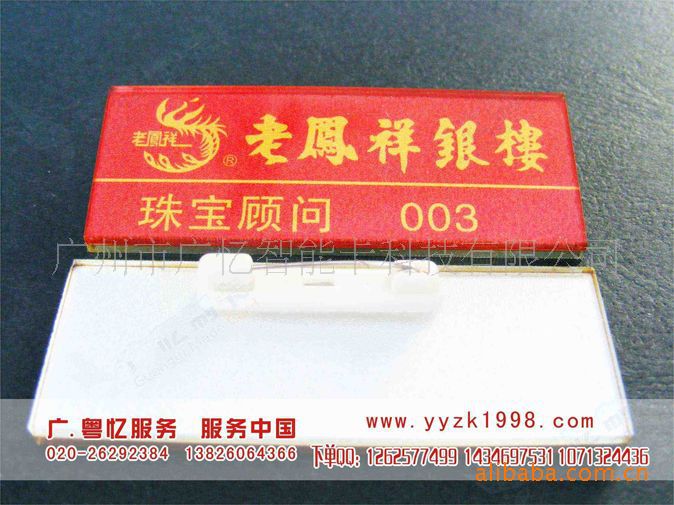 老鳳祥
®
老鳳祥銀樓
珠宝顾问 003
广州市广忆智能卡科技有限公司
广.粤忆服务 服务中国 www.yyzk1998.com
020-26292384 13826064366 下单QQ: 1262577499 1434697531 1071324436
alibaba.com.cn